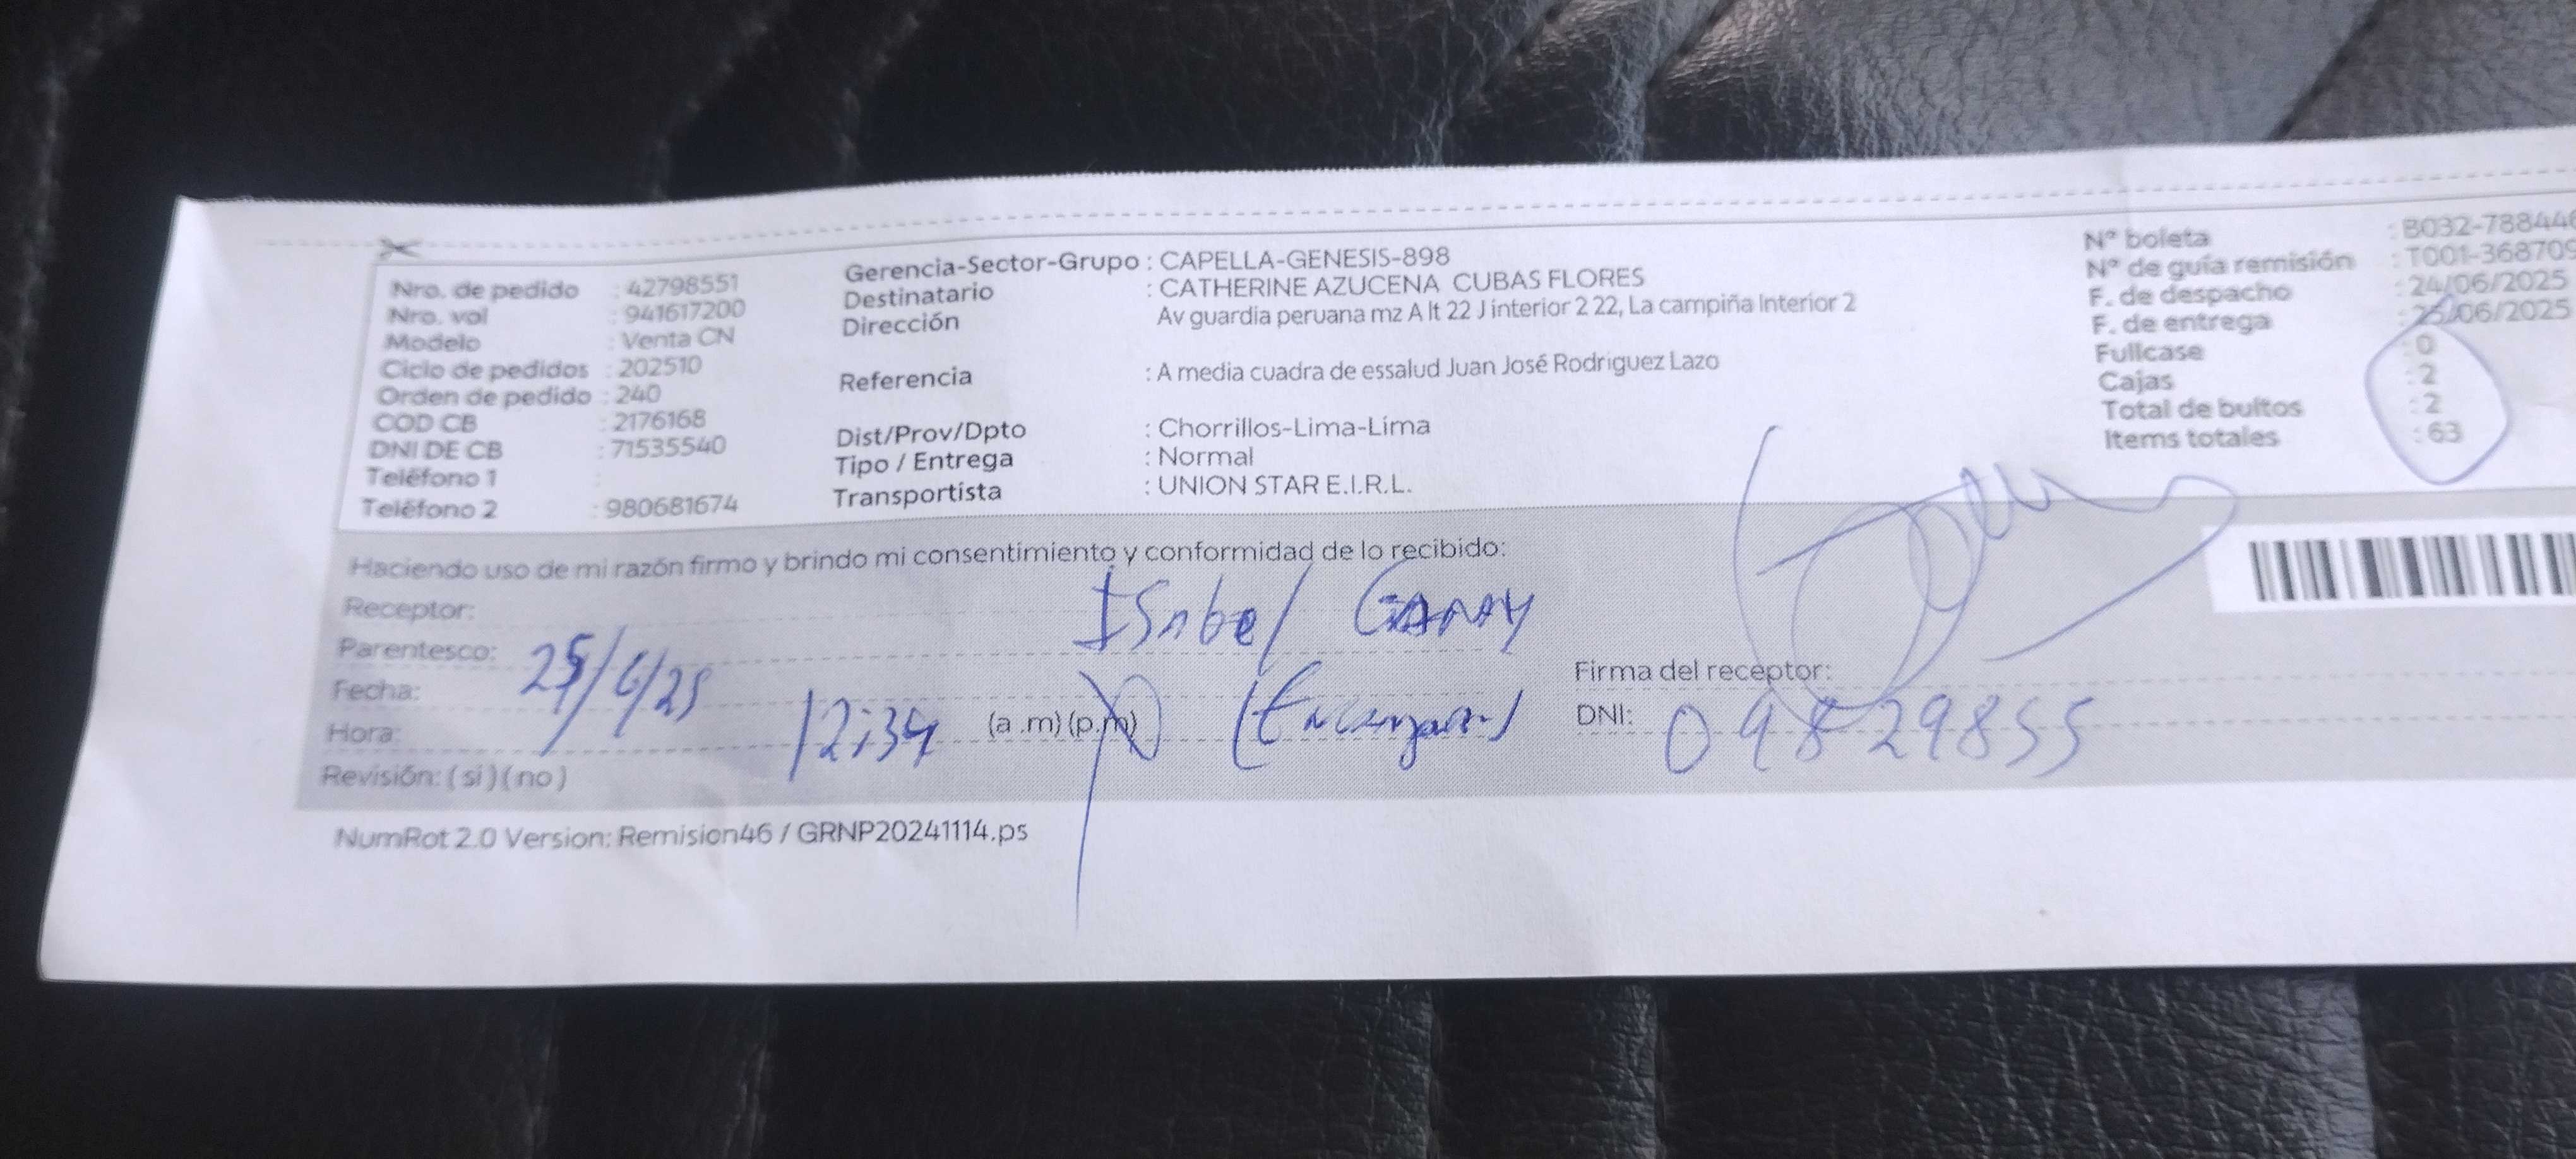 Nro. de pedido : 42798551
Nro. vol : 941617200
Modelo : Venta CN
Ciclo de pedidos : 202510
Orden de pedido : 240
COD CB : 2176168
DNI DE CB : 71535540
Teléfono 1 :
Teléfono 2 : 980681674
Gerencia-Sector-Grupo : CAPELLA-GENESIS-898
Destinatario : CATHERINE AZUCENA CUBAS FLORES
Dirección Av guardia peruana mz A lt 22 J interior 2 22, La campiña Interior 2
Referencia : A media cuadra de essalud Juan José Rodriguez Lazo
Dist/Prov/Dpto : Chorrillos-Lima-Lima
Tipo / Entrega : Normal
Transportista : UNION STAR E.I.R.L.
Nº boleta : B032-78844
Nº de guía remisión : T001-36870
F. de despacho : 24/06/2025
F. de entrega : 25/06/2025
Fullcase : 0
Cajas : 2
Total de bultos : 2
Items totales : 63
Haciendo uso de mi razón firmo y brindo mi consentimiento y conformidad de lo recibido:
Receptor: Isabel
Parentesco:
Fecha: 25/6/25
Hora: 12:34 (a.m) (p.m)
Revisión: (si) (no)
Firma del receptor:
DNI: 09829855
NumRot 2.0 Version: Remision46 / GRNP20241114.ps